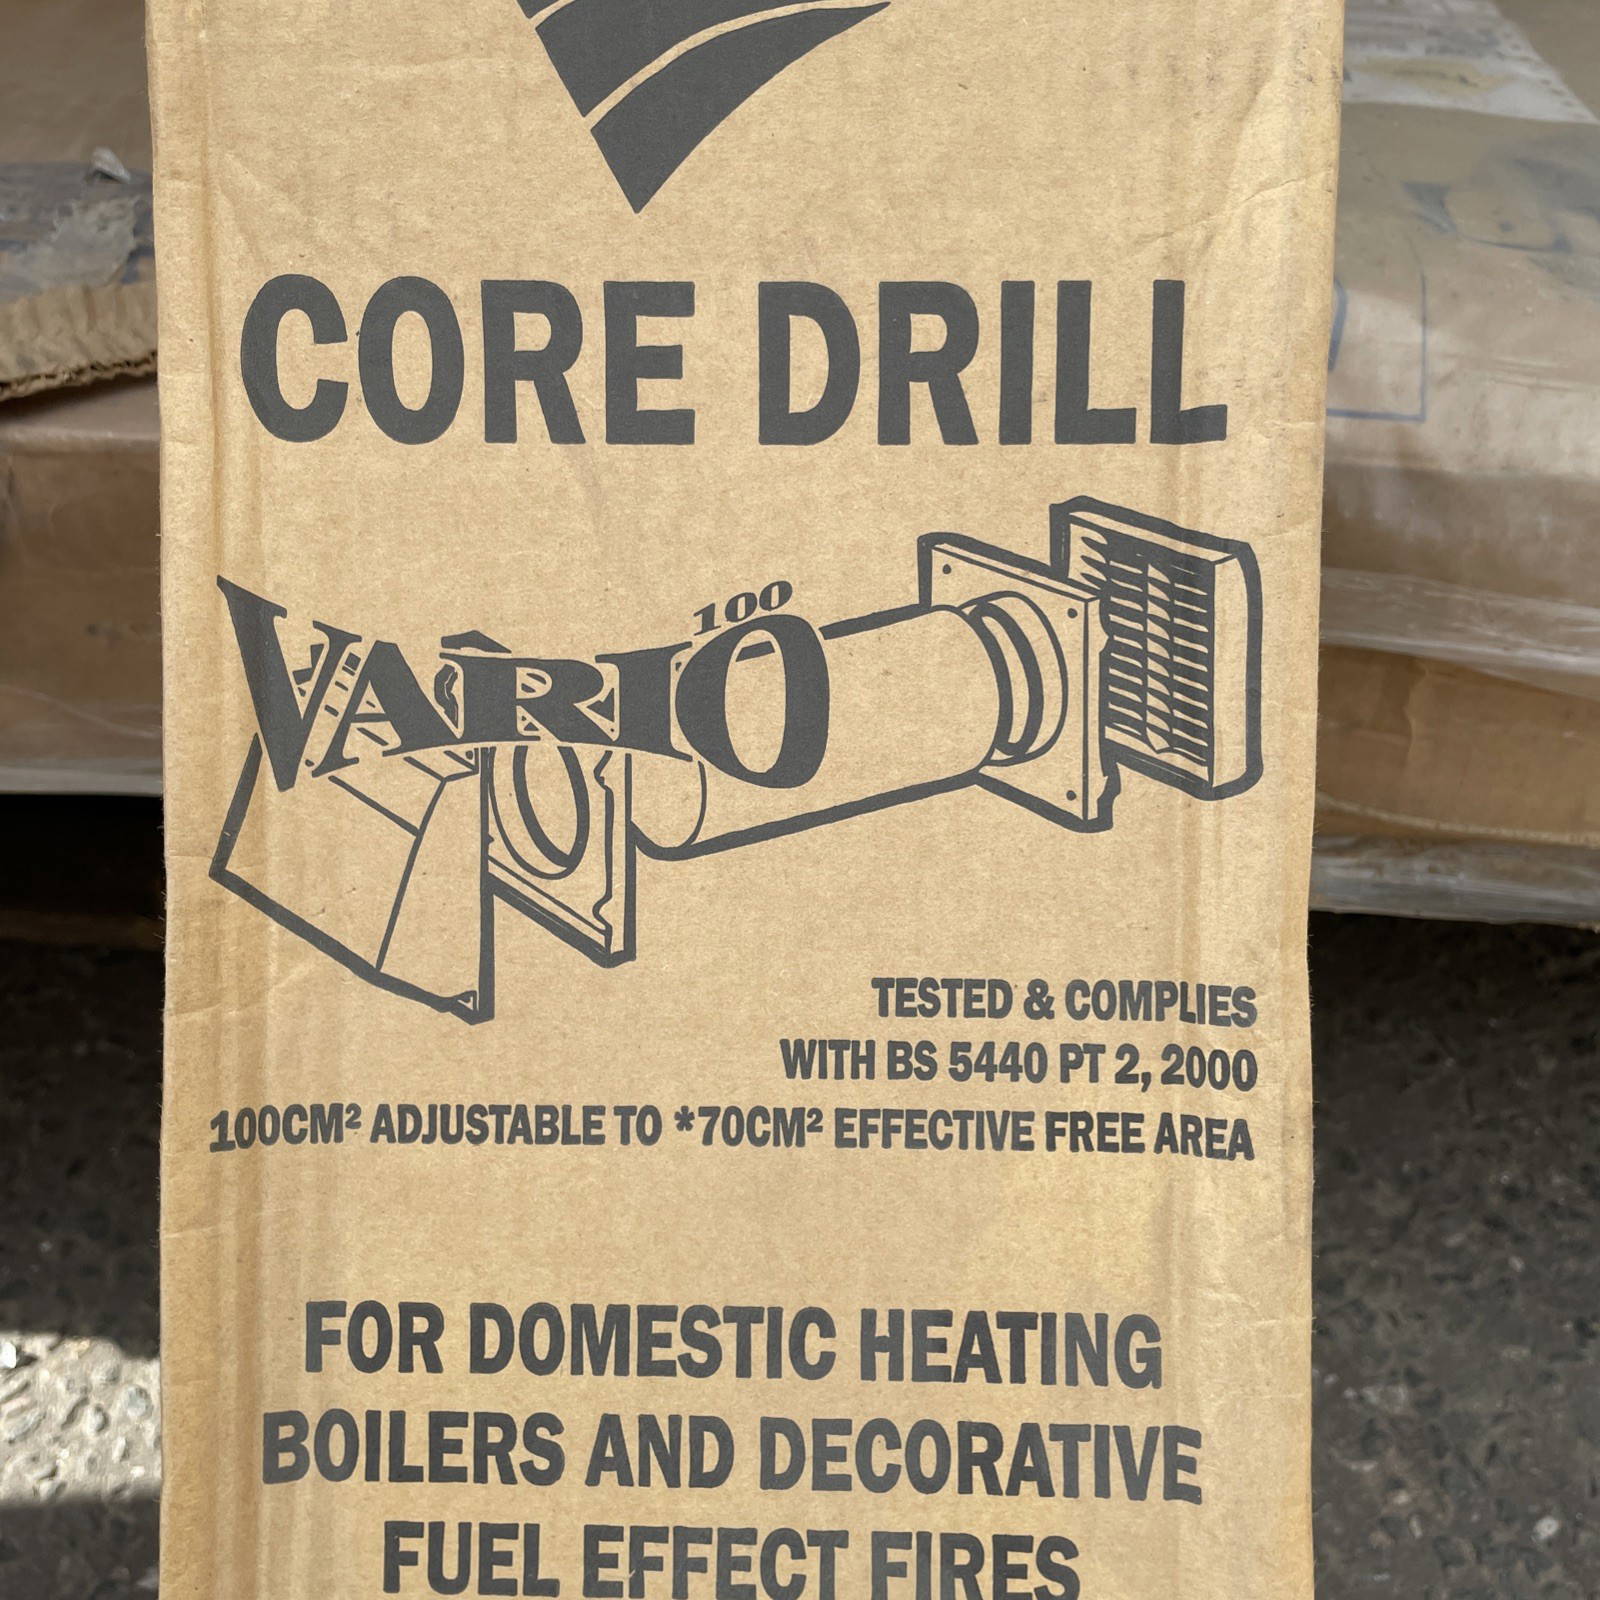 CORE DRILL
100
VARIO
TESTED & COMPLIES
WITH BS 5440 PT 2, 2000
100CM² ADJUSTABLE TO *70CM² EFFECTIVE FREE AREA
FOR DOMESTIC HEATING
BOILERS AND DECORATIVE
FUEL EFFECT FIRES